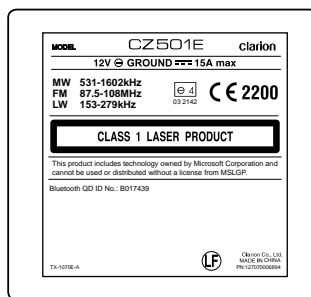 MODEL CZ501E clarion
12V ⊖ GROUND ⎓ 15A max
MW 531-1602kHz
FM 87.5-108MHz
LW 153-279kHz
e 4
03 2142
CE 2200
CLASS 1 LASER PRODUCT
This product includes technology owned by Microsoft Corporation and
cannot be used or distributed without a license from MSLGP.
Bluetooth QD ID No.: B017439
LF
Clarion Co., Ltd.
MADE IN CHINA
TX-1070E-A PN:127070006894